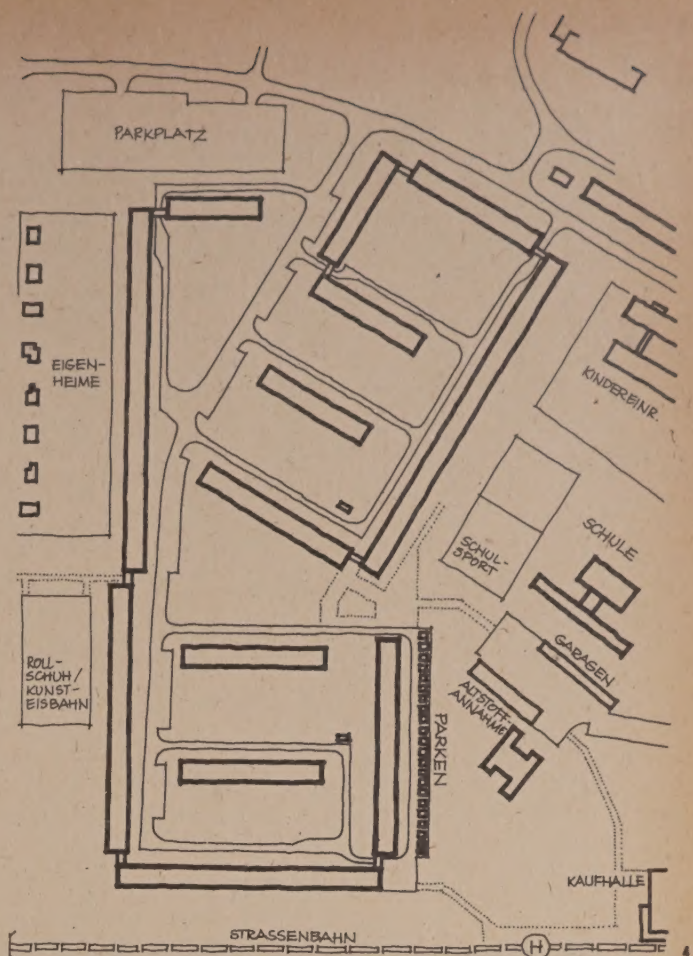 PARKPLATZ
EIGEN-
HEIME
KINDEREINR.
SCHULE
SCHUL-
SPORT
GARAGEN
ROLL-
SCHUH/
KUNST-
EISBAHN
ALTSTOFF-
ANNAHME
PARKEN
KAUFHALLE
STRASSENBAHN
H